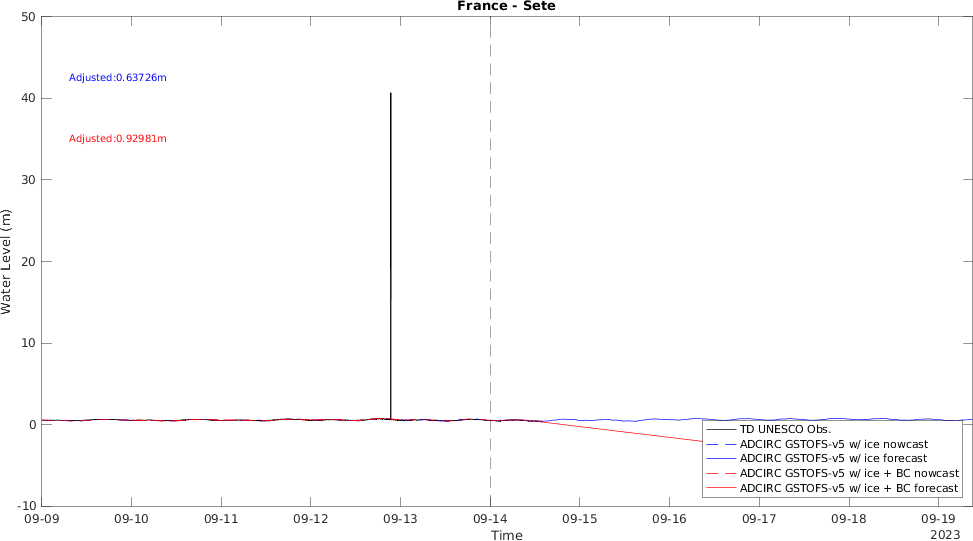 France - Sete
50
40
30
20
10
0
-10
Water Level (m)
Adjusted:0.63726m
Adjusted:0.92981m
TD UNESCO Obs.
ADCIRC GSTOFS-v5 w/ ice nowcast
ADCIRC GSTOFS-v5 w/ ice forecast
ADCIRC GSTOFS-v5 w/ ice + BC nowcast
ADCIRC GSTOFS-v5 w/ ice + BC forecast
09-09 09-10 09-11 09-12 09-13 09-14 09-15 09-16 09-17 09-18 09-19
Time
2023